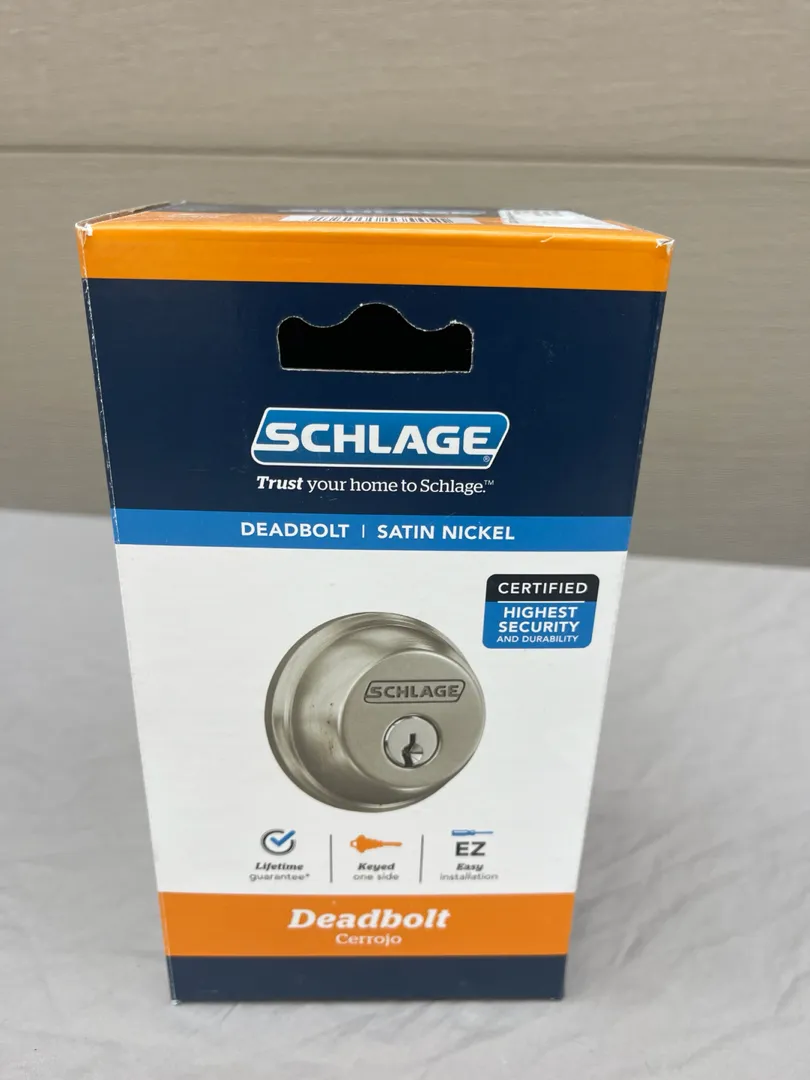 SCHLAGE®
Trust your home to Schlage.™
DEADBOLT | SATIN NICKEL
CERTIFIED
HIGHEST
SECURITY
AND DURABILITY
SCHLAGE
Lifetime
guarantee*
Keyed
one side
EZ
Easy
installation
Deadbolt
Cerrojo